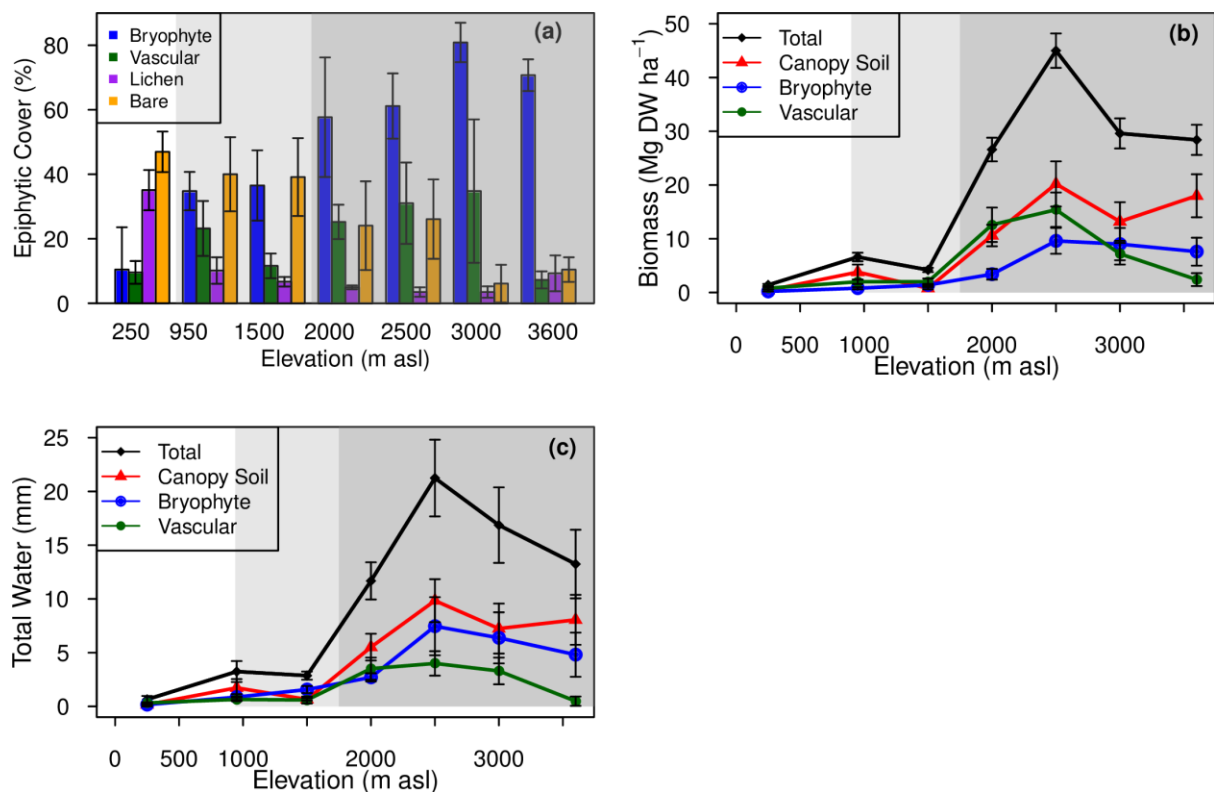 (a)
Bryophyte
Vascular
Lichen
Bare
Epiphytic Cover (%)
80
60
40
20
0
250 950 1500 2000 2500 3000 3600
Elevation (m asl)
(b)
Total
Canopy Soil
Bryophyte
Vascular
Biomass (Mg DW ha⁻¹)
50
40
30
20
10
0
0 500 1000 2000 3000
Elevation (m asl)
(c)
Total
Canopy Soil
Bryophyte
Vascular
Total Water (mm)
25
20
15
10
5
0
0 500 1000 2000 3000
Elevation (m asl)